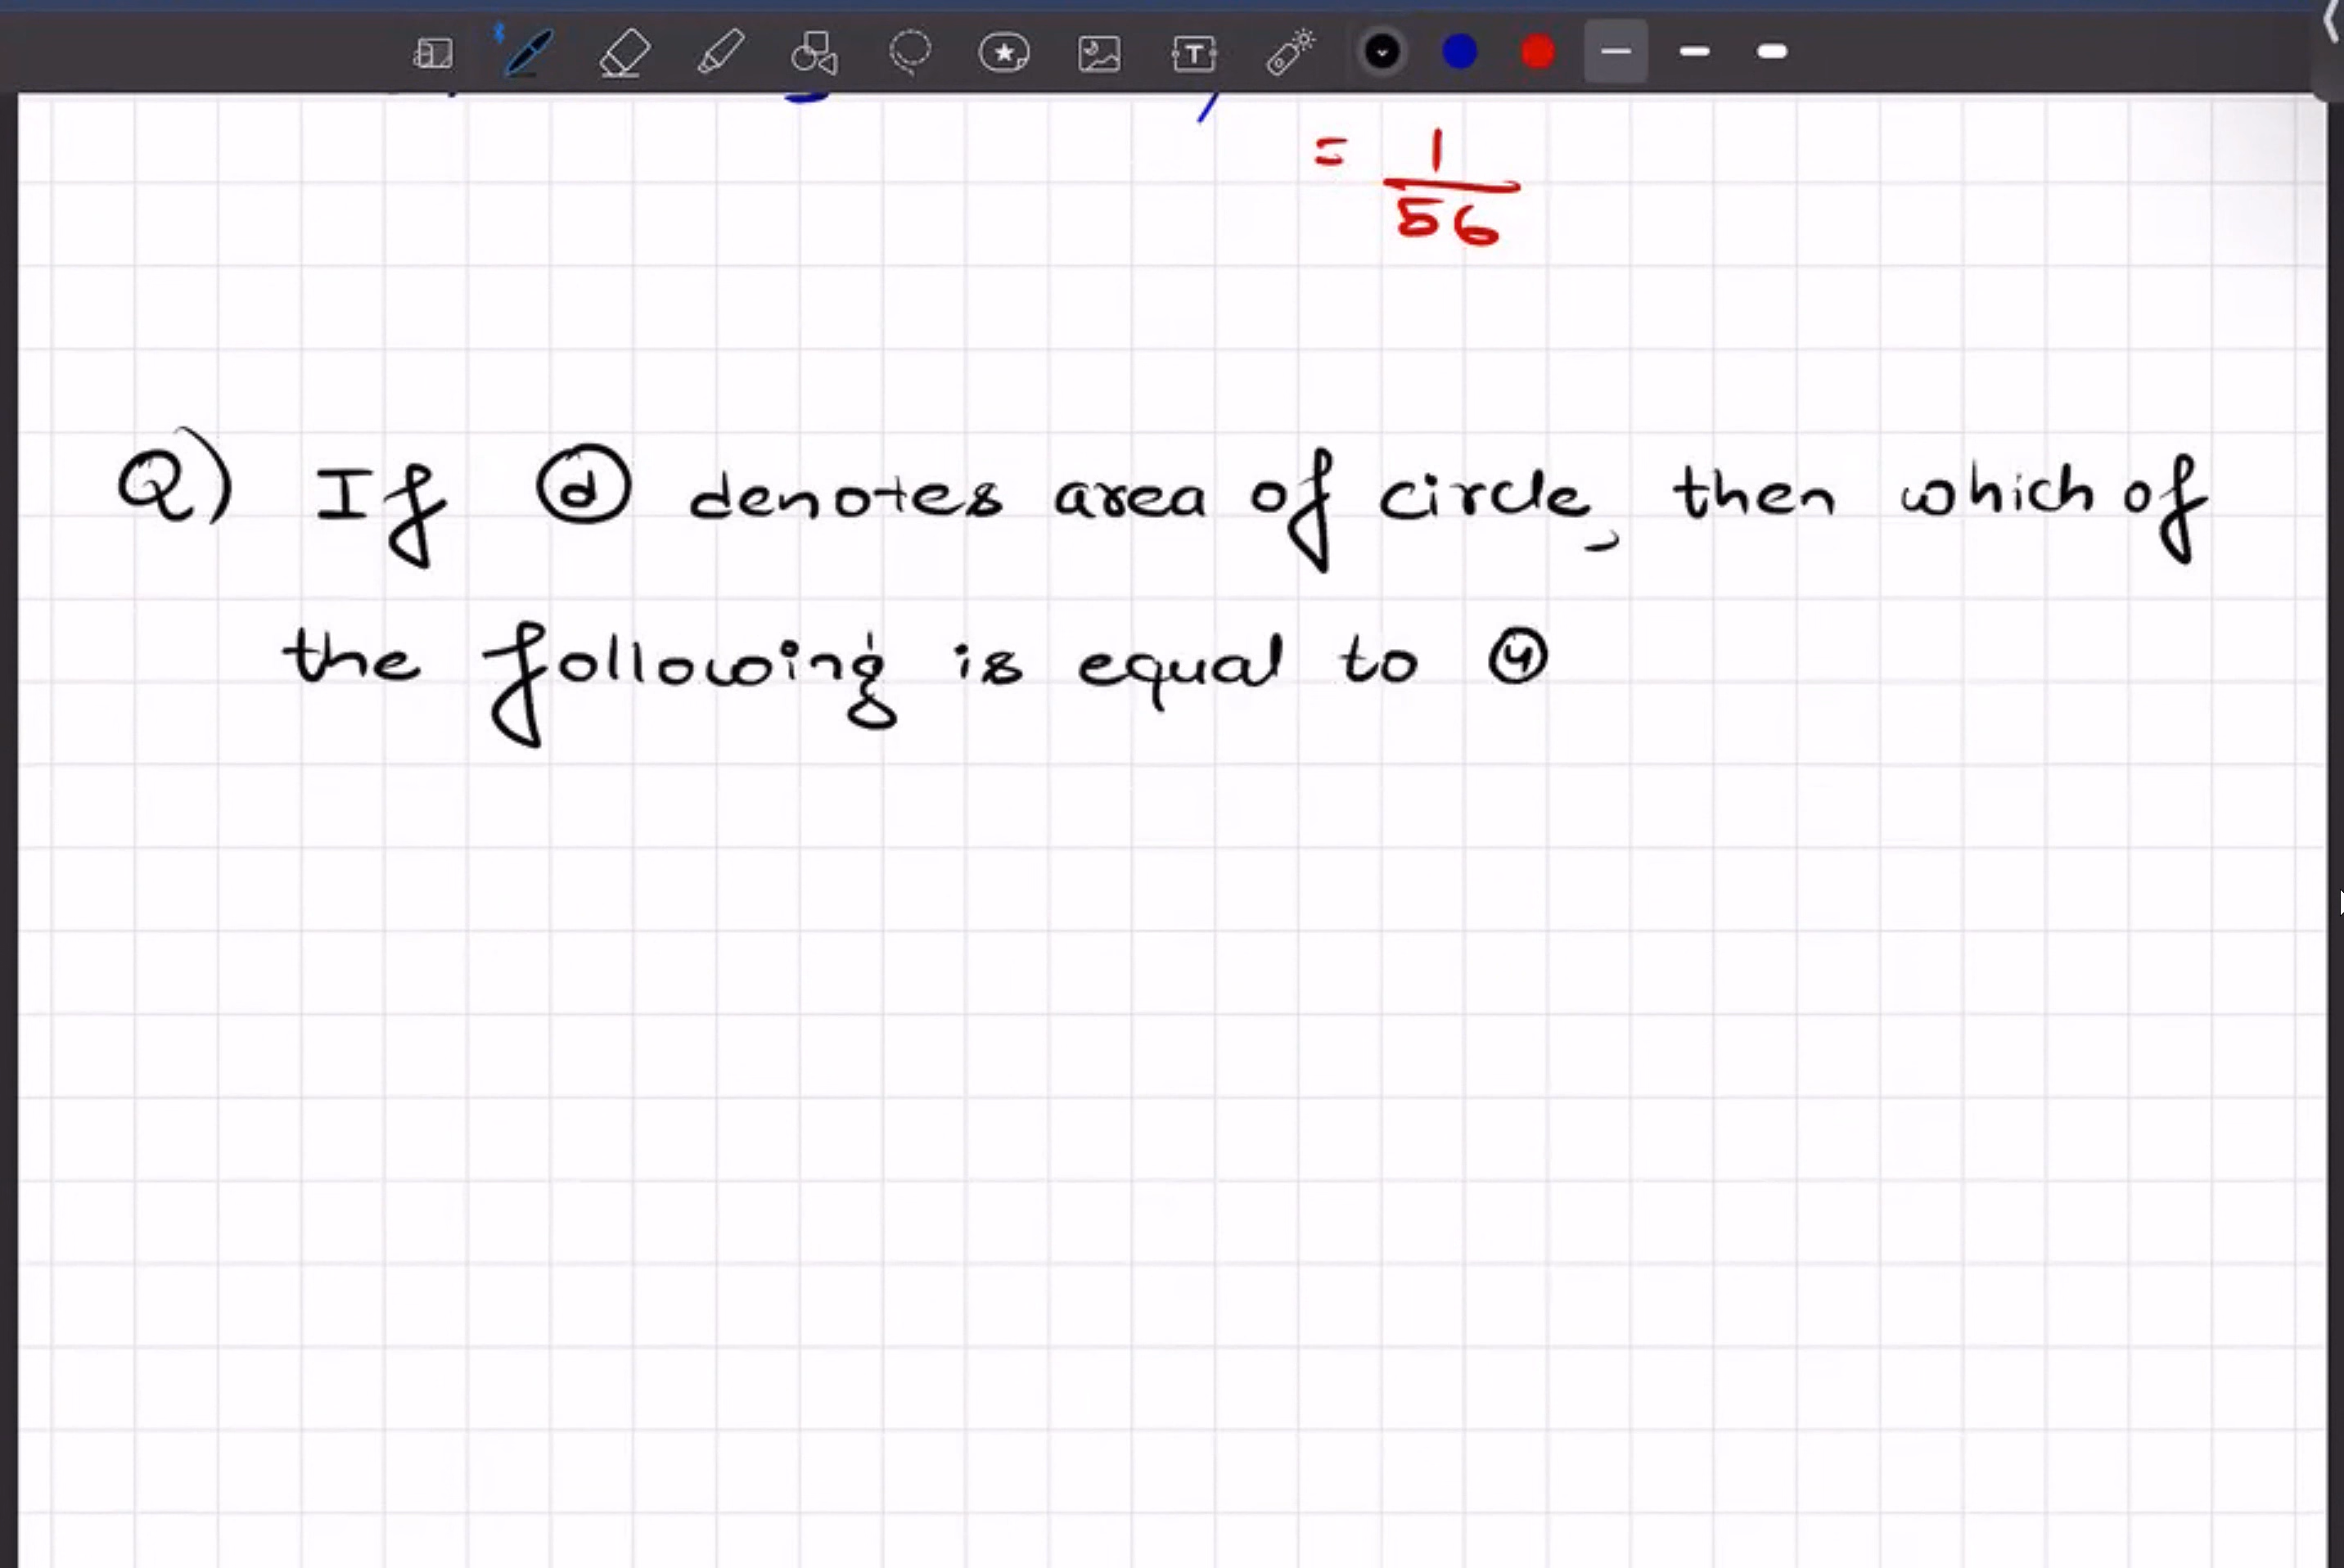 = 1
56
Q) If ⓓ denotes area of circle, then which of
the following is equal to ④